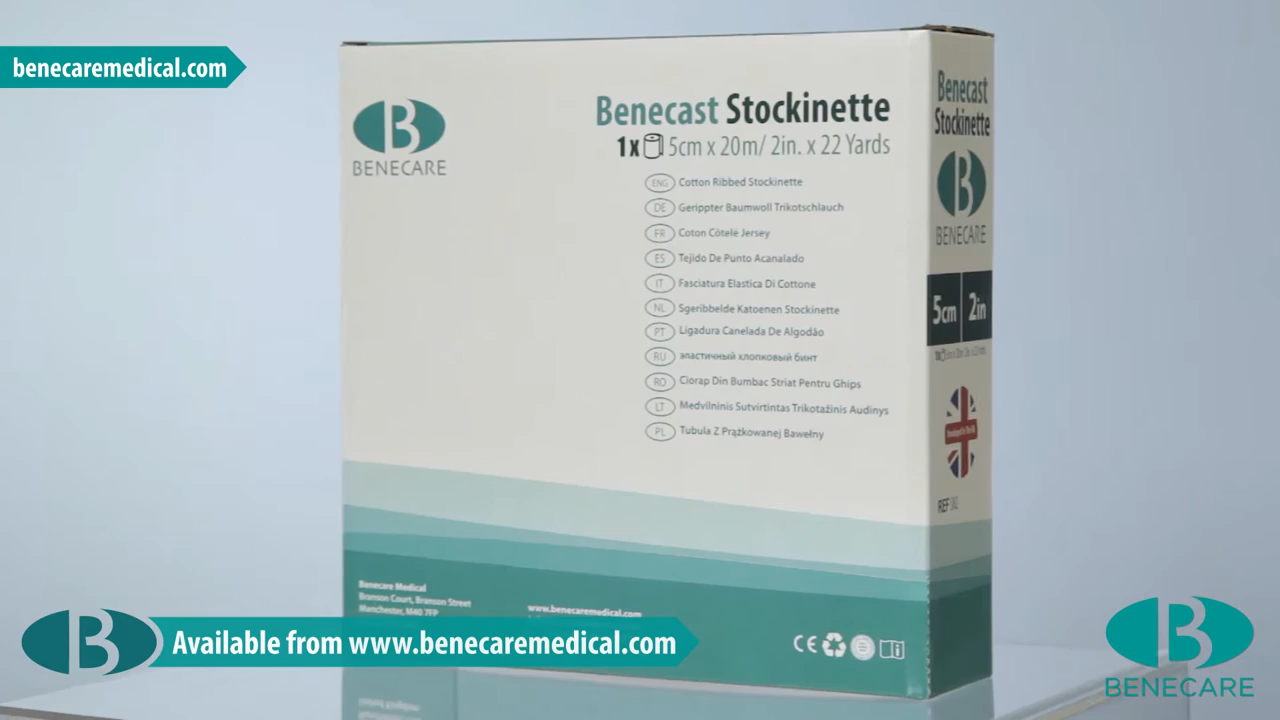 benecaremedical.com
B
BENECARE
Benecast Stockinette
1x 5cm x 20m/ 2in. x 22 Yards
ENG Cotton Ribbed Stockinette
DE Gerippter Baumwoll Trikotschlauch
FR Coton Côtelé Jersey
ES Tejido De Punto Acanalado
IT Fasciatura Elastica Di Cottone
NL Sgeribbelde Katoenen Stockinette
PT Ligadura Canelada De Algodão
RU эластичный хлопковый бинт
RO Ciorap Din Bumbac Striat Pentru Ghips
LT Medvilninis Sutvirtintas Trikotažinis Audinys
PL Tubula Z Prążkowanej Bawełny
Benecare Medical
Branson Court, Branson Street
Manchester, M40 7FP
www.benecaremedical.com
CE
Benecast
Stockinette
B
BENECARE
5cm 2in
REF
B
Available from www.benecaremedical.com
B
BENECARE